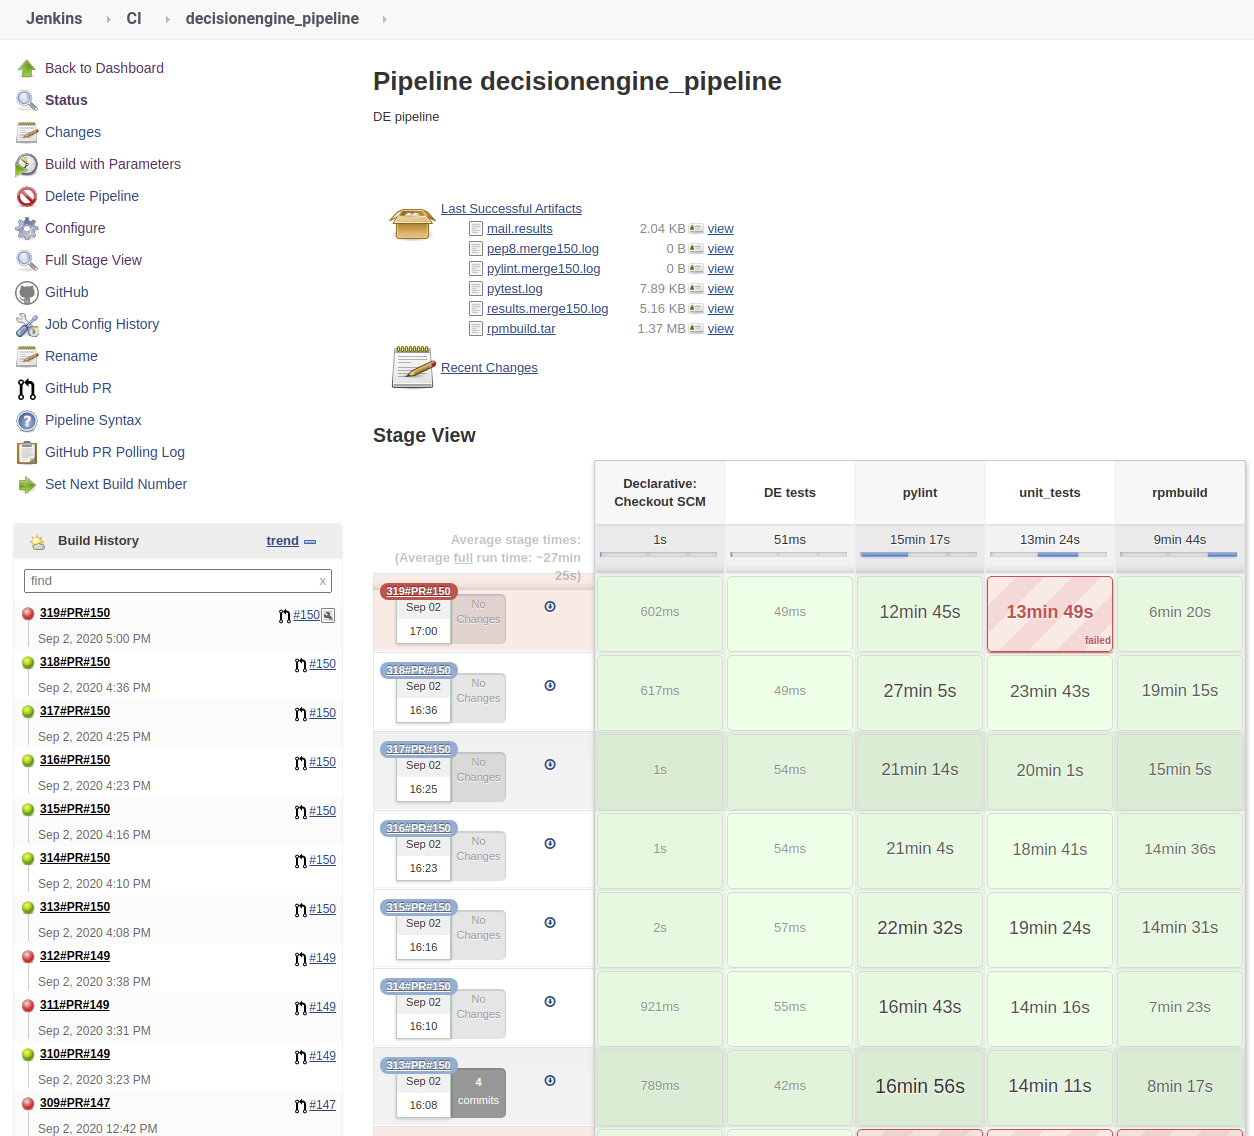 Jenkins CI decisionengine_pipeline
Back to Dashboard
Status
Changes
Build with Parameters
Delete Pipeline
Configure
Full Stage View
GitHub
Job Config History
Rename
GitHub PR
Pipeline Syntax
GitHub PR Polling Log
Set Next Build Number
Build History trend
find x
319#PR#150 #150
Sep 2, 2020 5:00 PM
318#PR#150 #150
Sep 2, 2020 4:36 PM
317#PR#150 #150
Sep 2, 2020 4:25 PM
316#PR#150 #150
Sep 2, 2020 4:23 PM
315#PR#150 #150
Sep 2, 2020 4:16 PM
314#PR#150 #150
Sep 2, 2020 4:10 PM
313#PR#150 #150
Sep 2, 2020 4:08 PM
312#PR#149 #149
Sep 2, 2020 3:38 PM
311#PR#149 #149
Sep 2, 2020 3:31 PM
310#PR#149 #149
Sep 2, 2020 3:23 PM
309#PR#147 #147
Sep 2, 2020 12:42 PM
Pipeline decisionengine_pipeline
DE pipeline
Last Successful Artifacts
mail.results 2.04 KB view
pep8.merge150.log 0 B view
pylint.merge150.log 0 B view
pytest.log 7.89 KB view
results.merge150.log 5.16 KB view
rpmbuild.tar 1.37 MB view
Recent Changes
Stage View
Declarative:
Checkout SCM DE tests pylint unit_tests rpmbuild
Average stage times: 1s 51ms 15min 17s 13min 24s 9min 44s
(Average full run time: ~27min
25s)
319#PR#150
Sep 02 No
Changes
17:00
602ms 49ms 12min 45s 13min 49s 6min 20s
failed
318#PR#150
Sep 02 No
Changes
16:36
617ms 49ms 27min 5s 23min 43s 19min 15s
317#PR#150
Sep 02 No
Changes
16:25
1s 54ms 21min 14s 20min 1s 15min 5s
316#PR#150
Sep 02 No
Changes
16:23
1s 54ms 21min 4s 18min 41s 14min 36s
315#PR#150
Sep 02 No
Changes
16:16
2s 57ms 22min 32s 19min 24s 14min 31s
314#PR#150
Sep 02 No
Changes
16:10
921ms 55ms 16min 43s 14min 16s 7min 23s
313#PR#150
Sep 02 4
commits
16:08
789ms 42ms 16min 56s 14min 11s 8min 17s